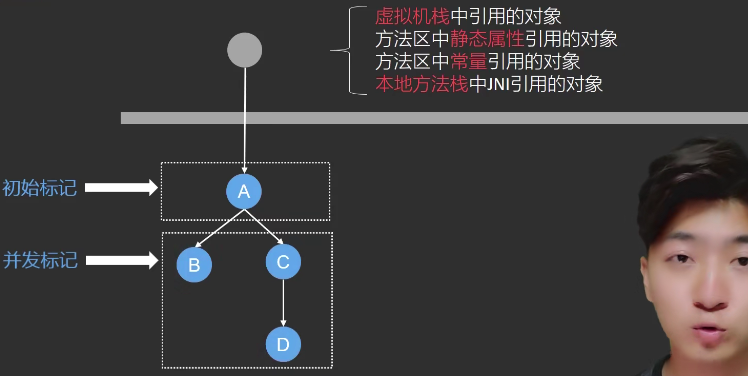 虚拟机栈中引用的对象
方法区中静态属性引用的对象
方法区中常量引用的对象
本地方法栈中JNI引用的对象
初始标记
A
并发标记
B
C
D